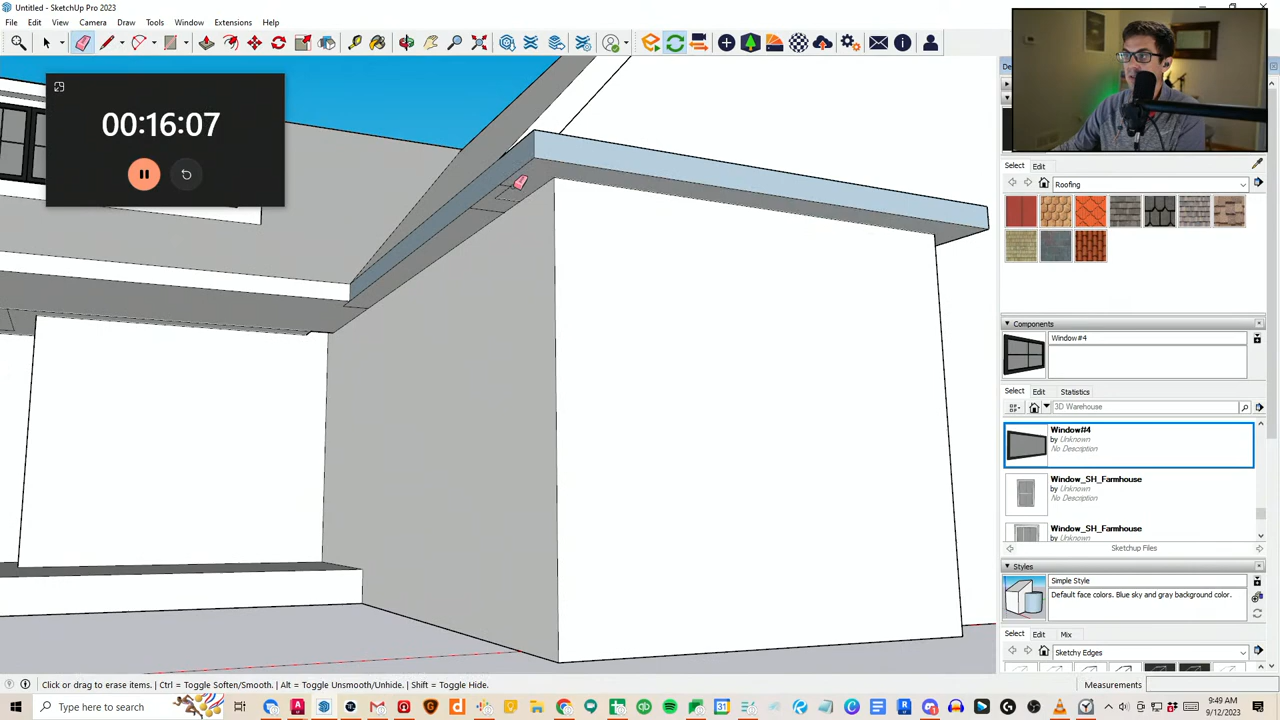 Untitled - SketchUp Pro 2023
File Edit View Camera Draw Tools Window Extensions Help
00:16:07
Select Edit
Roofing
Components
Window#4
Select Edit Statistics
3D Warehouse
Window#4
by Unknown
No Description
Window_SH_Farmhouse
by Unknown
No Description
Window_SH_Farmhouse
by Unknown
Sketchup Files
Styles
Simple Style
Default face colors. Blue sky and gray background color.
Select Edit Mix
Sketchy Edges
Click or drag to erase items. | Ctrl = Toggle Soften/Smooth. | Alt = Toggle Unsmooth/Unhide. | Shift = Toggle Hide.
Measurements
Type here to search
9:49 AM
9/12/2023